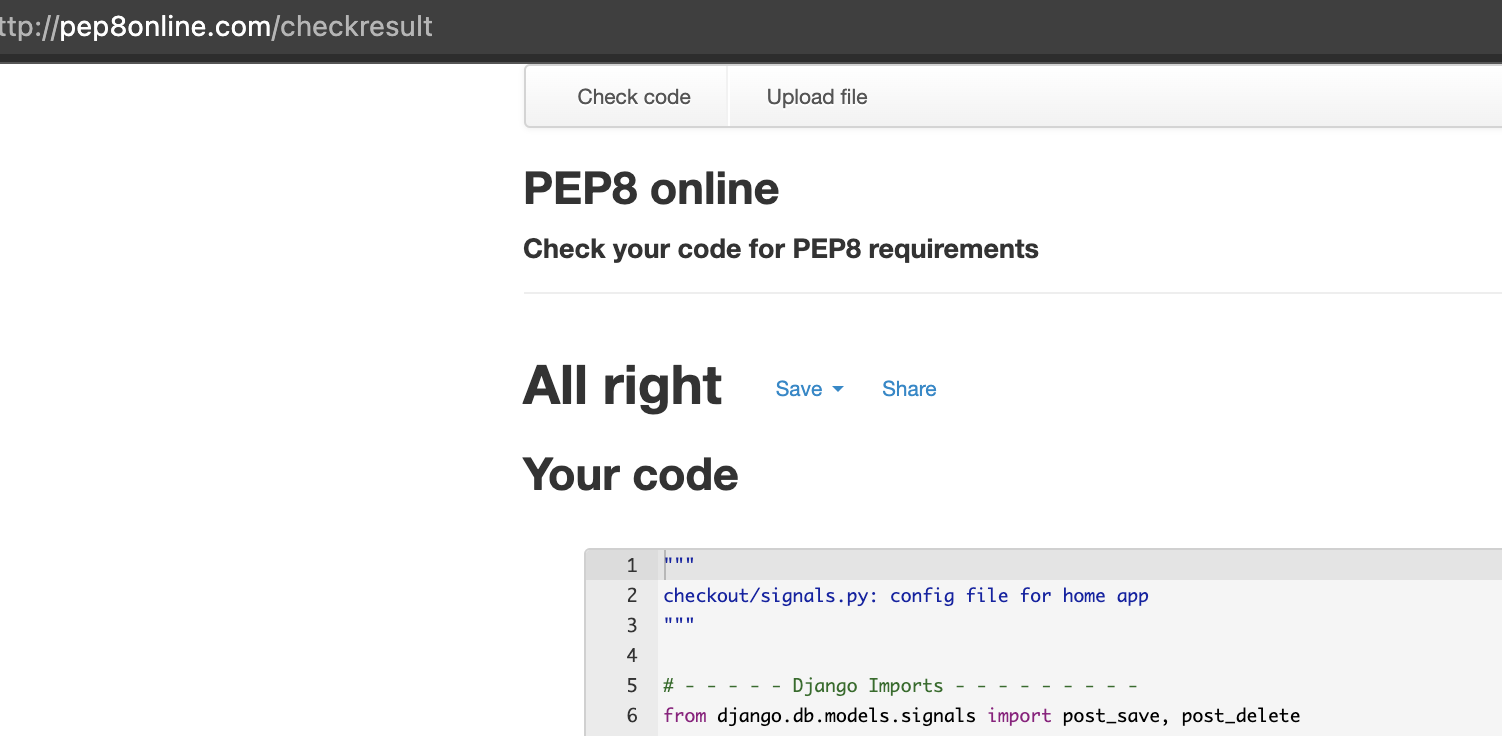 ttp://pep8online.com/checkresult
Check code Upload file
PEP8 online
Check your code for PEP8 requirements
All right Save Share
Your code
1 """
2 checkout/signals.py: config file for home app
3 """
4
5 # - - - - - Django Imports - - - - - - - - -
6 from django.db.models.signals import post_save, post_delete